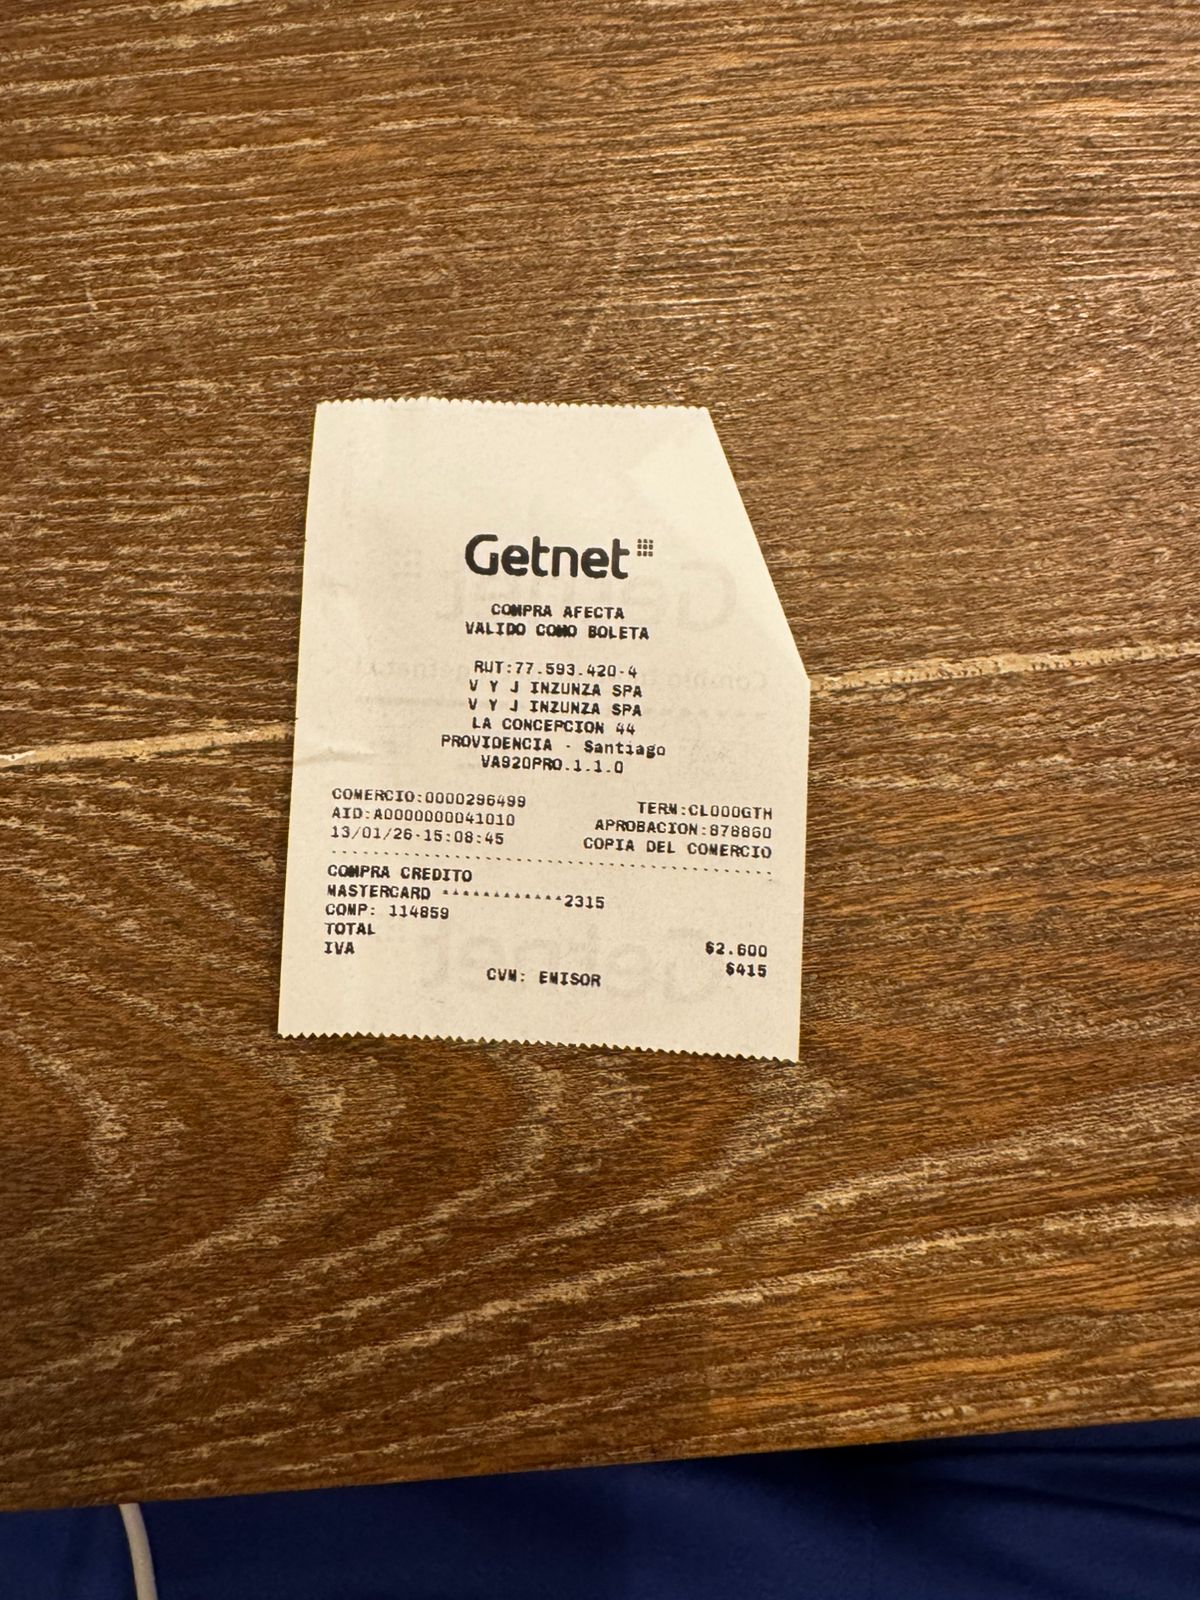 Getnet
COMPRA AFECTA
VALIDO COMO BOLETA
RUT:77.593.420-4
V Y J INZUNZA SPA
V Y J INZUNZA SPA
LA CONCEPCION 44
PROVIDENCIA - Santiago
VA920PRO.1.1.0
COMERCIO:0000296499 TERM:CL000GTH
AID:A0000000041010 APROBACION:878860
13/01/26-15:08:45 COPIA DEL COMERCIO
COMPRA CREDITO
MASTERCARD ************2315
COMP: 114859
TOTAL $2.600
IVA $415
CVM: EMISOR